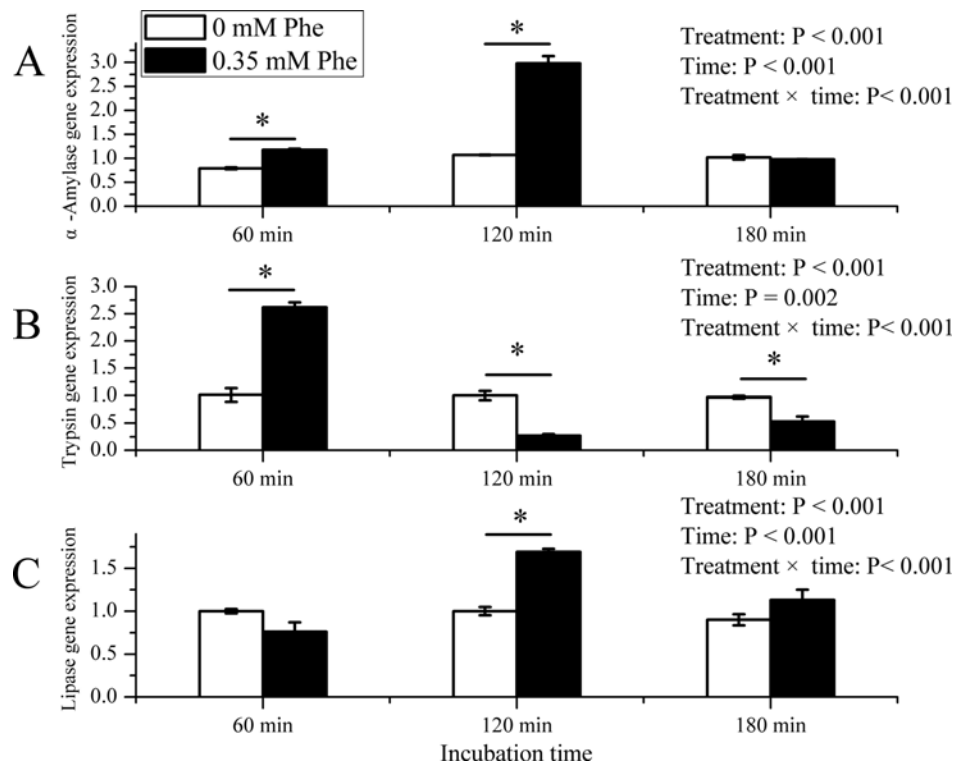 A
0 mM Phe
0.35 mM Phe
Treatment: P < 0.001
Time: P < 0.001
Treatment × time: P< 0.001
α -Amylase gene expression
3.0
2.5
2.0
1.5
1.0
0.5
0.0
*
*
60 min
120 min
180 min
B
Treatment: P < 0.001
Time: P = 0.002
Treatment × time: P< 0.001
Trypsin gene expression
3.0
2.5
2.0
1.5
1.0
0.5
0.0
*
*
*
60 min
120 min
180 min
C
Treatment: P < 0.001
Time: P < 0.001
Treatment × time: P< 0.001
Lipase gene expression
1.5
1.0
0.5
0.0
*
60 min
120 min
180 min
Incubation time